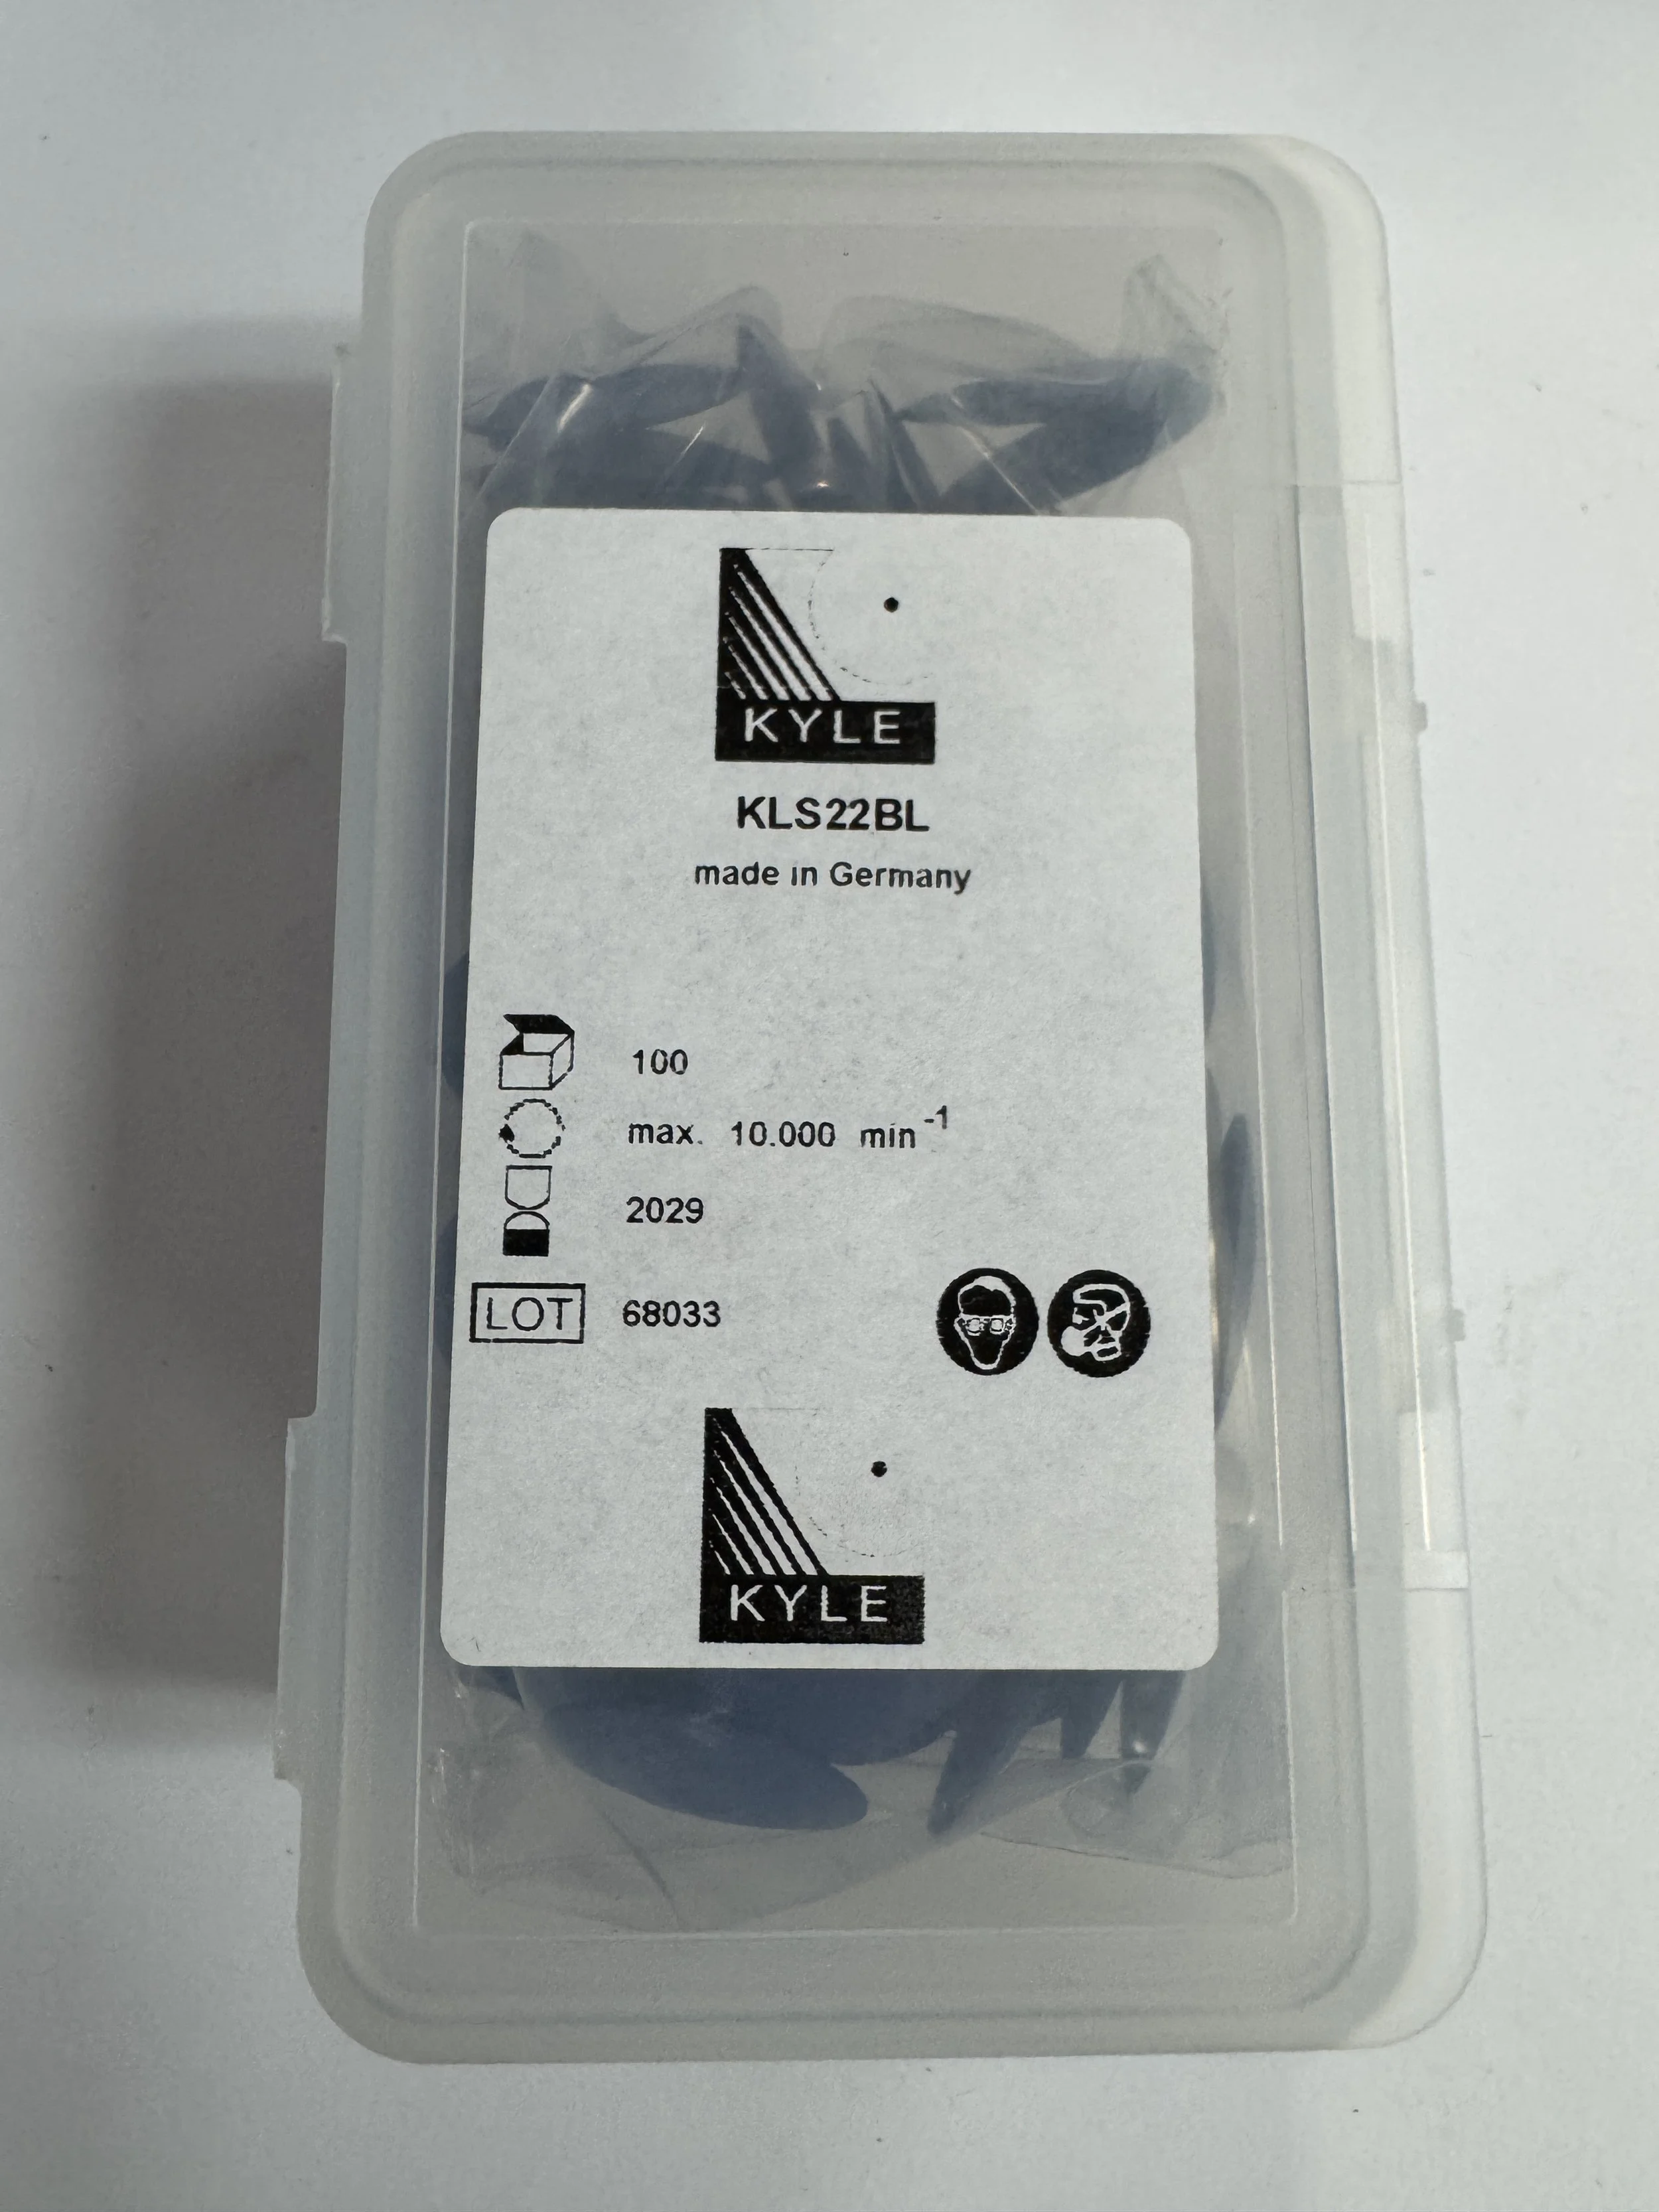 KYLE
KLS22BL
made in Germany
100
max. 10.000 min⁻¹
2029
LOT 68033
KYLE